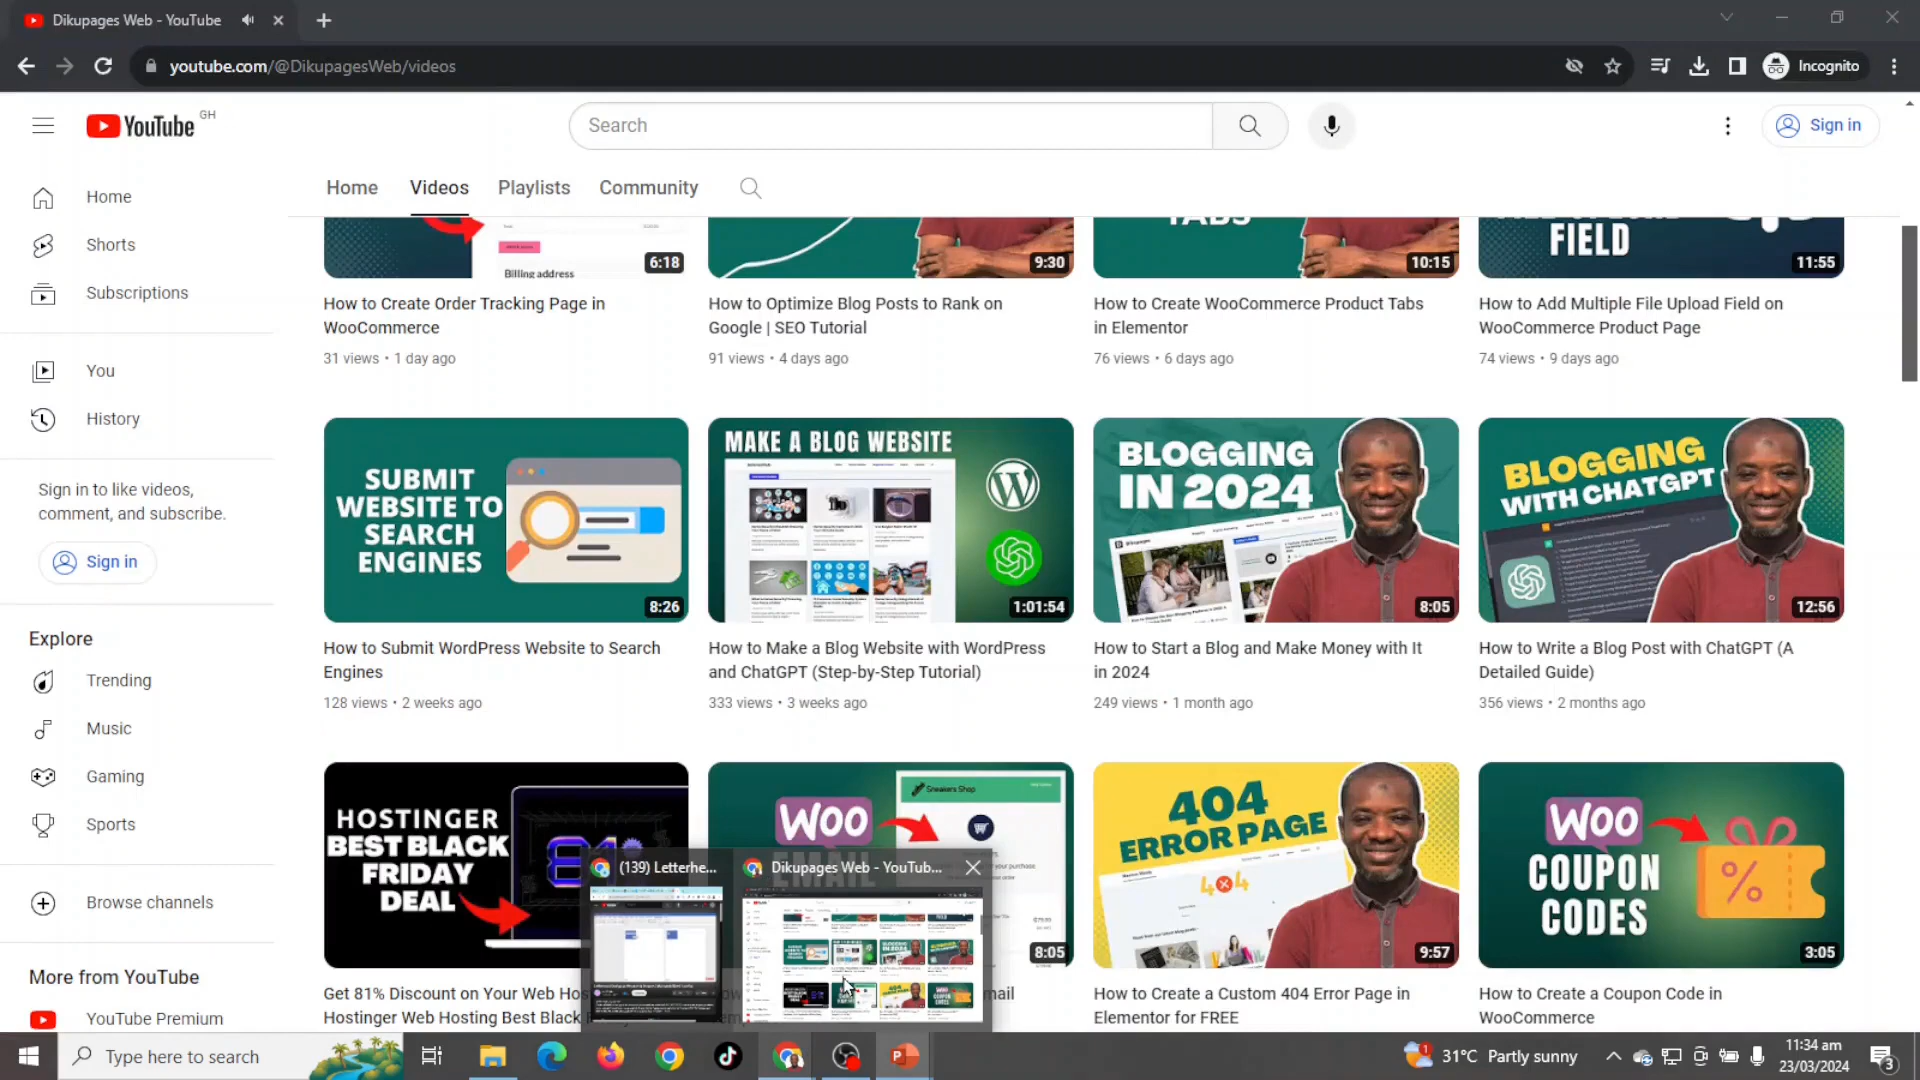 Dikupages Web - YouTube
youtube.com/@DikupagesWeb/videos
Incognito
YouTube GH
Search
Sign in
Home Videos Playlists Community
Home
Shorts
Subscriptions
You
History
Sign in to like videos,
comment, and subscribe.
Sign in
Explore
Trending
Music
Gaming
Sports
Browse channels
More from YouTube
YouTube Premium
Billing address
6:18
9:30
TABS
10:15
FIELD
11:55
How to Create Order Tracking Page in
WooCommerce
31 views • 1 day ago
How to Optimize Blog Posts to Rank on
Google | SEO Tutorial
91 views • 4 days ago
How to Create WooCommerce Product Tabs
in Elementor
76 views • 6 days ago
How to Add Multiple File Upload Field on
WooCommerce Product Page
74 views • 9 days ago
SUBMIT
WEBSITE TO
SEARCH
ENGINES
8:26
MAKE A BLOG WEBSITE
1:01:54
BLOGGING
IN 2024
8:05
BLOGGING
WITH CHATGPT
12:56
How to Submit WordPress Website to Search
Engines
128 views • 2 weeks ago
How to Make a Blog Website with WordPress
and ChatGPT (Step-by-Step Tutorial)
333 views • 3 weeks ago
How to Start a Blog and Make Money with It
in 2024
249 views • 1 month ago
How to Write a Blog Post with ChatGPT (A
Detailed Guide)
356 views • 2 months ago
HOSTINGER
BEST BLACK
FRIDAY
DEAL
WOO
EMAIL
Sneakers Shop
8:05
404
ERROR PAGE
9:57
WOO
COUPON
CODES
%
3:05
(139) Letterhe...
Dikupages Web - YouTub...
Get 81% Discount on Your Web Hos
Hostinger Web Hosting Best Black
mail
How to Create a Custom 404 Error Page in
Elementor for FREE
How to Create a Coupon Code in
WooCommerce
Type here to search
31°C Partly sunny
11:34 am
23/03/2024
3